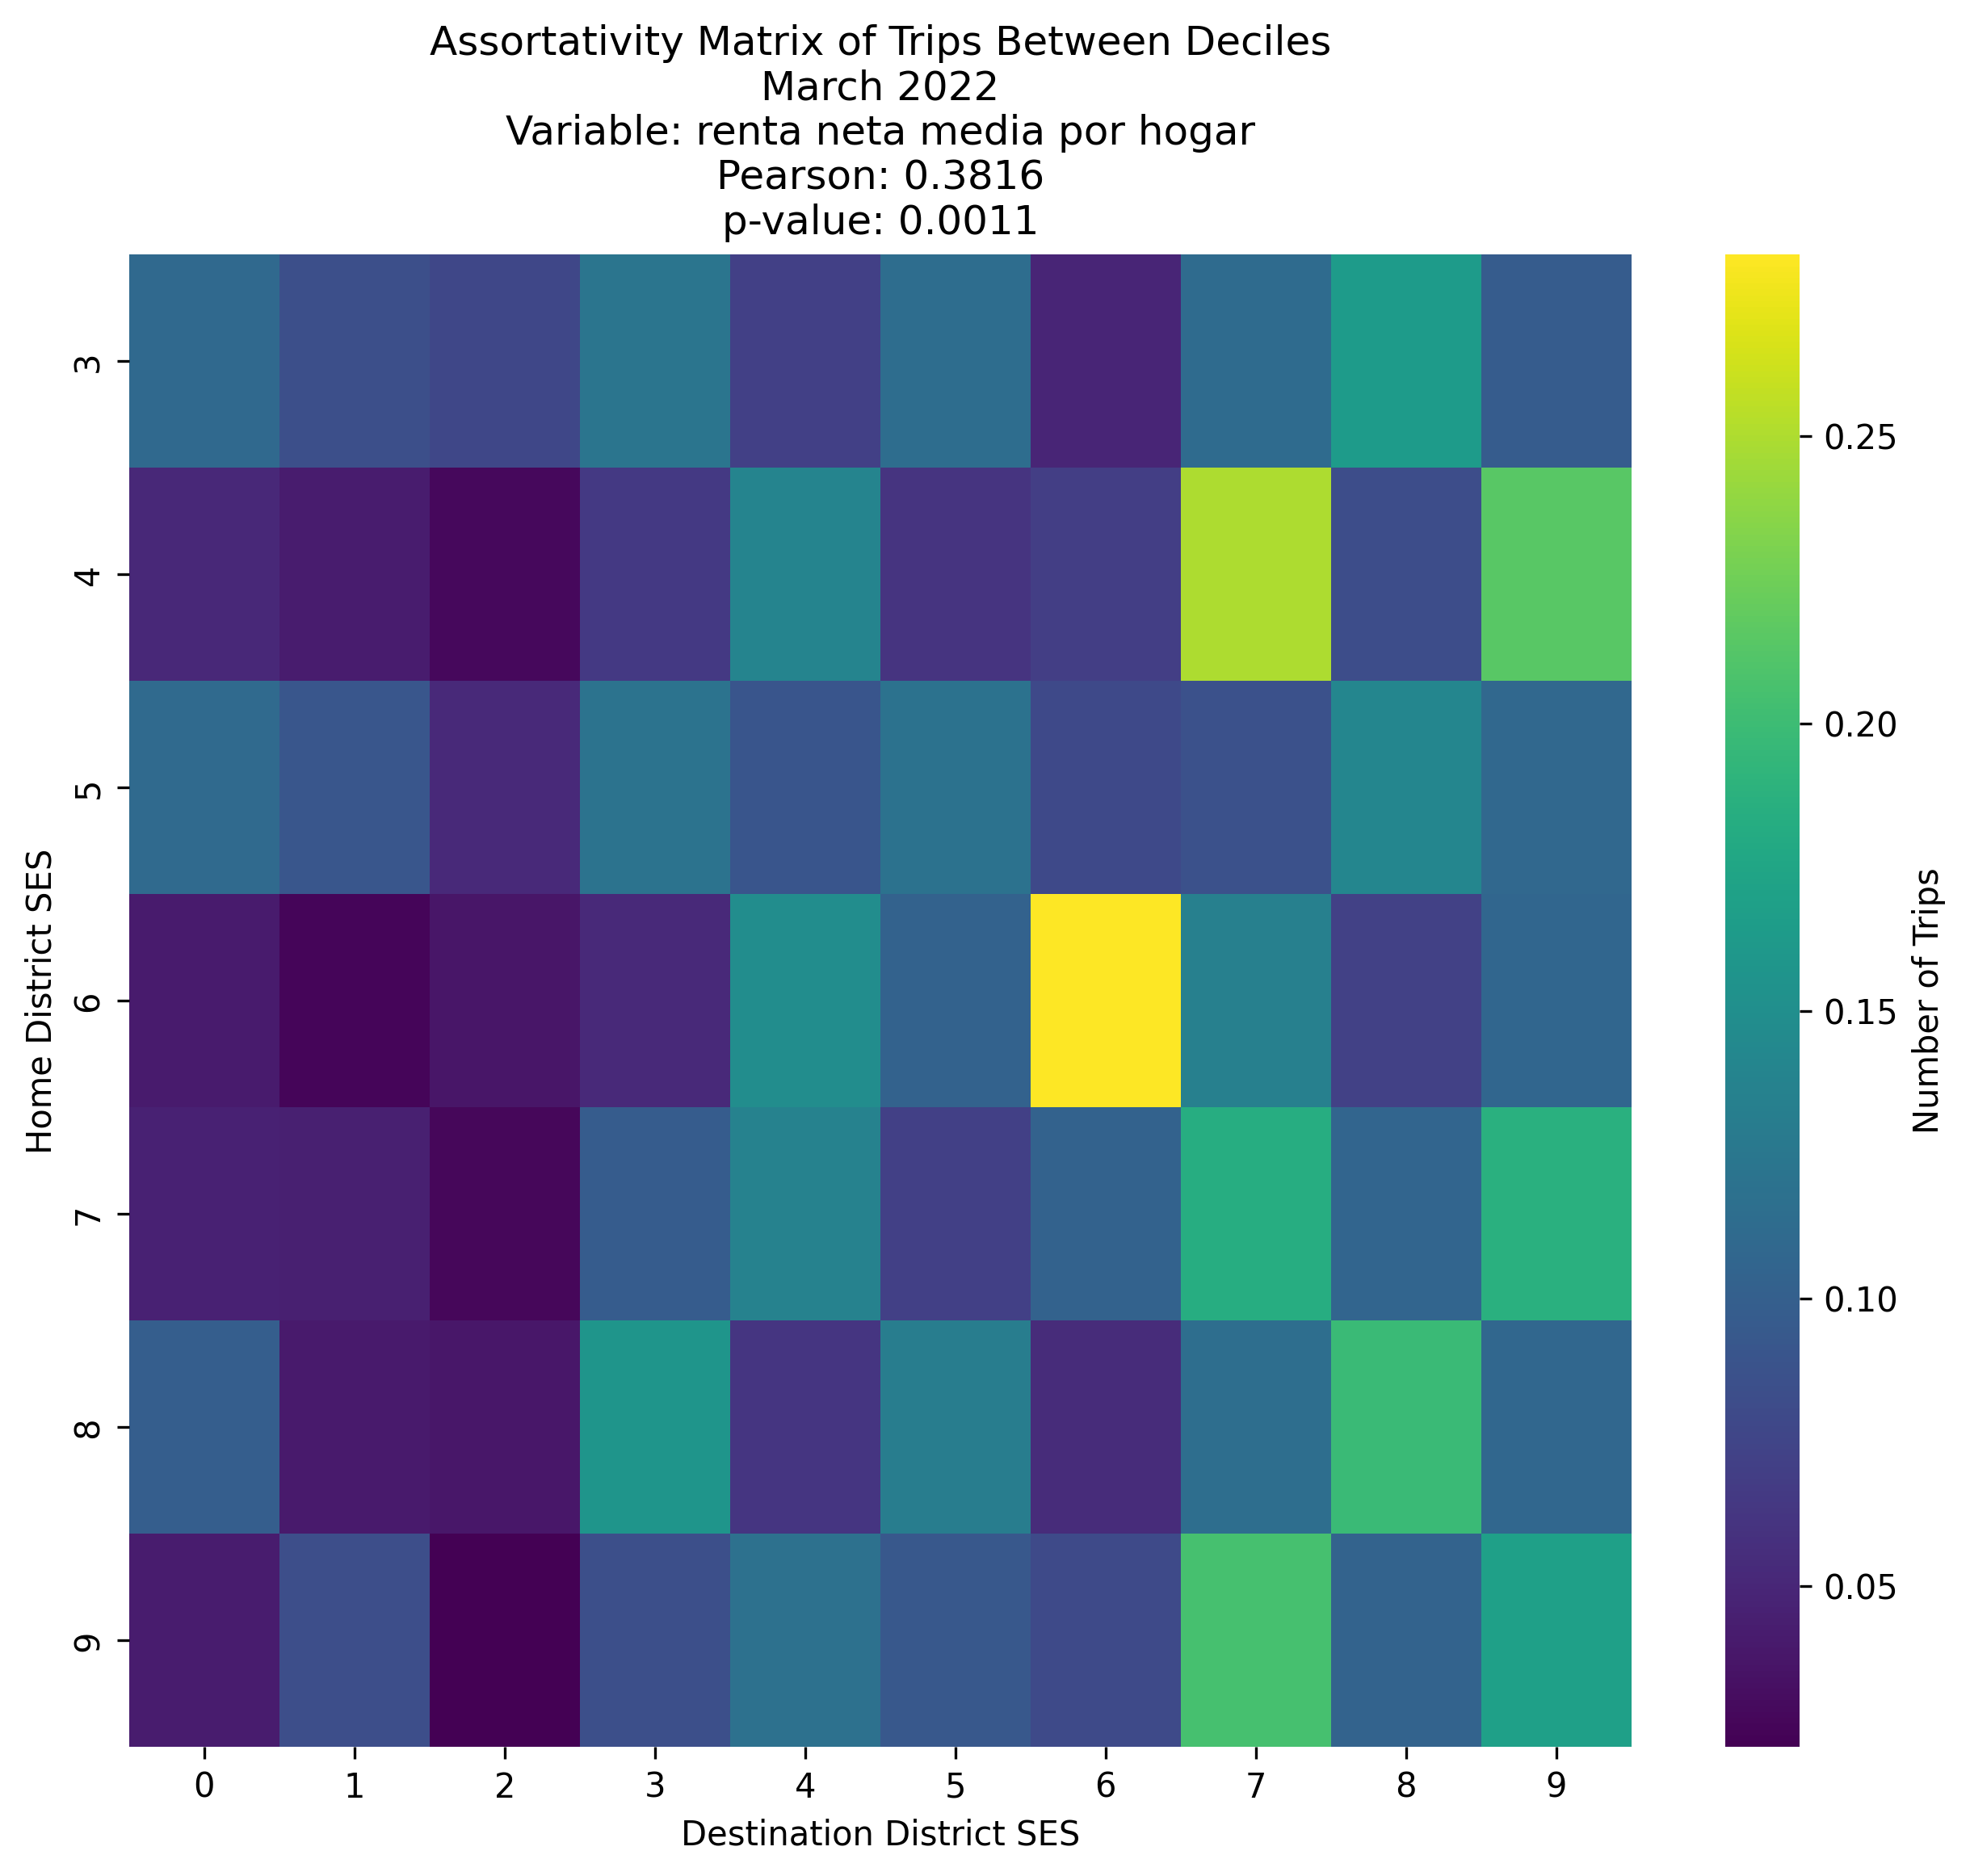 Assortativity Matrix of Trips Between Deciles
March 2022
Variable: renta neta media por hogar
Pearson: 0.3816
p-value: 0.0011
Home District SES
3
4
5
6
7
8
9
0 1 2 3 4 5 6 7 8 9
Destination District SES
0.25
0.20
0.15
0.10
0.05
Number of Trips